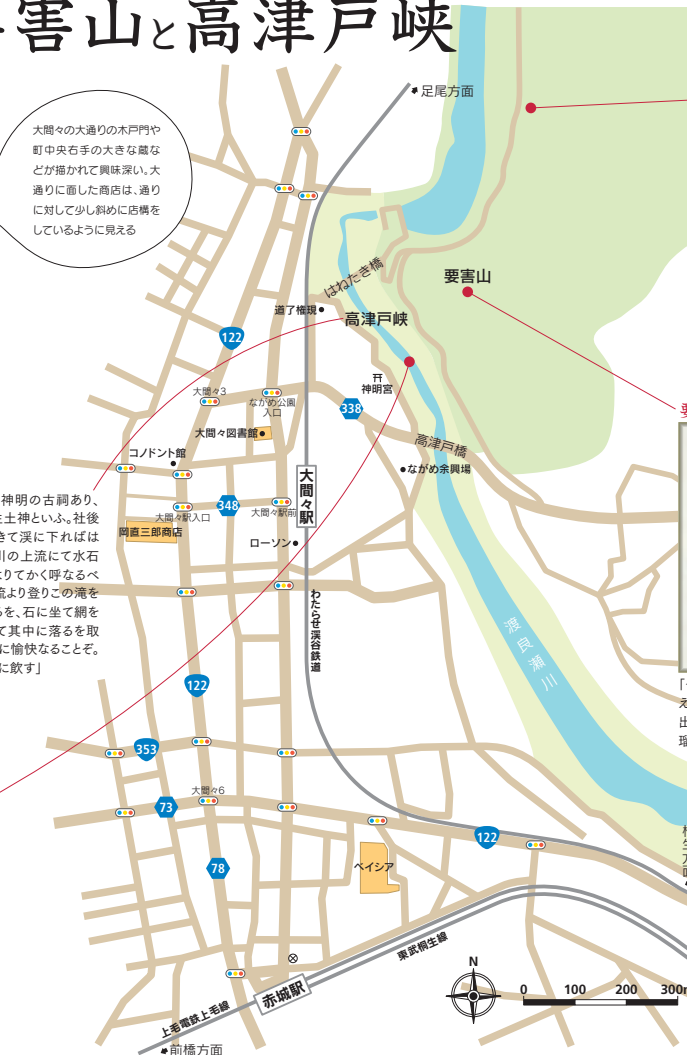 害山と高津戸峡
足尾方面
大間々の大通りの木戸門や
町中央右手の大きな蔵な
どが描かれて興味深い。大
通りに面した商店は、通り
に対して少し斜めに店構を
しているように見える
要害山
はねたき橋
道了権現
高津戸峡
122
神明宮
大間々3
ながめ公園
入口
338
大間々図書館
高津戸橋
コノドント館
ながめ余興場
大間々駅
神明の古祠あり、
土神といふ。社後
きて渓に下れば
川の上流にて水石
りてかく呼なるべ
流より登りこの滝を
るを、石に坐て網を
て其中に落るを取
に愉快なることぞ。
に飲す」
348
大間々駅入口
大間々駅前
岡直三郎商店
ローソン
わたらせ渓谷鉄道
渡良瀬川
122
353
大間々6
73
122
78
ベイシア
東武桐生線
赤城駅
上毛電鉄上毛線
前橋方面
N
0 100 200 300m